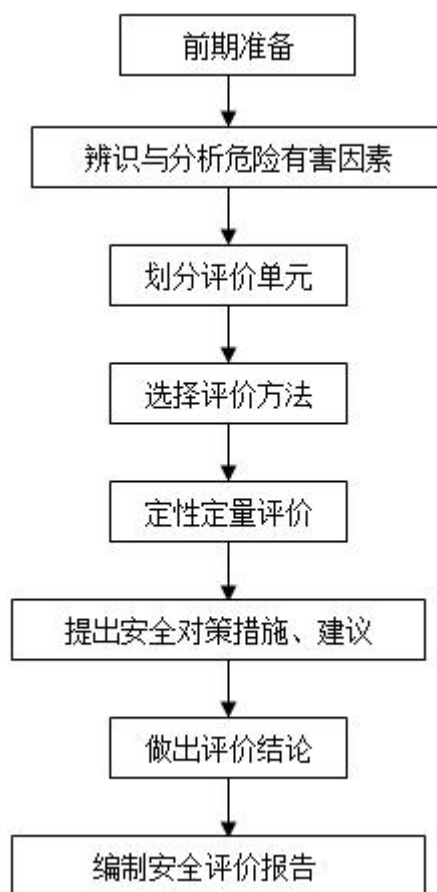 前期准备
辨识与分析危险有害因素
划分评价单元
选择评价方法
定性定量评价
提出安全对策措施、建议
做出评价结论
编制安全评价报告